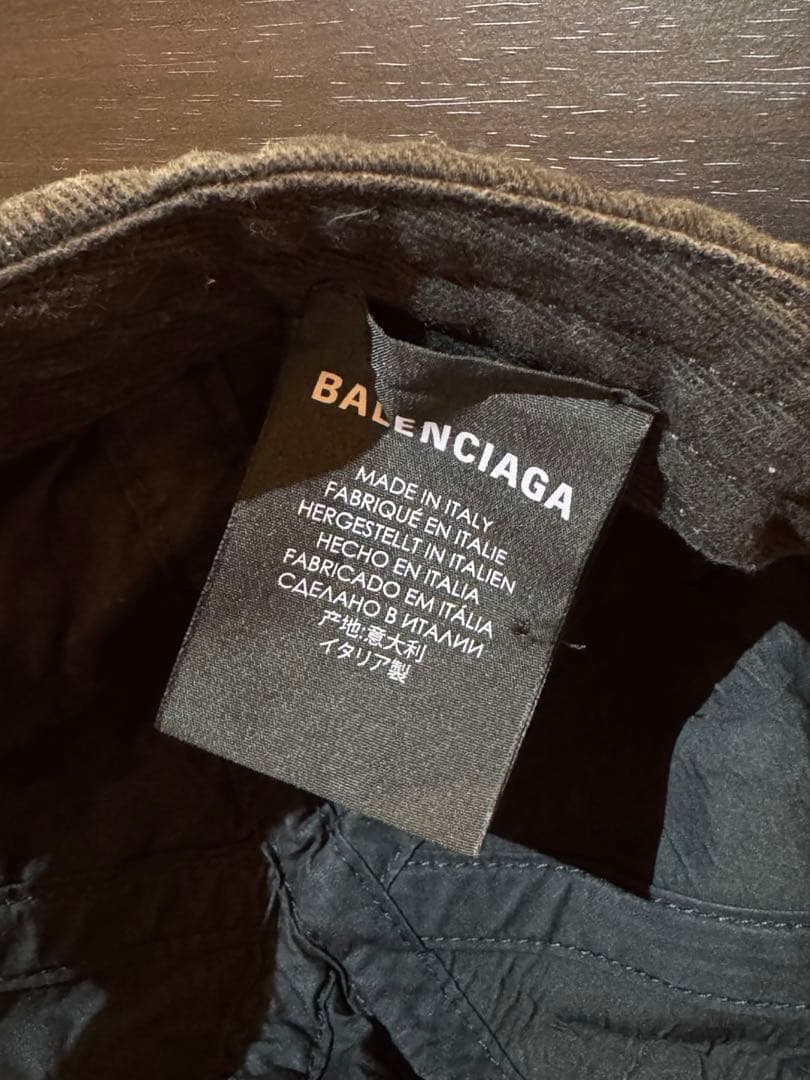 BALENCIAGA
MADE IN ITALY
FABRIQUÉ EN ITALIE
HERGESTELLT IN ITALIEN
HECHO EN ITALIA
FABRICADO EM ITÁLIA
СДЕЛАНО В ИТАЛИИ
产地:意大利
イタリア製